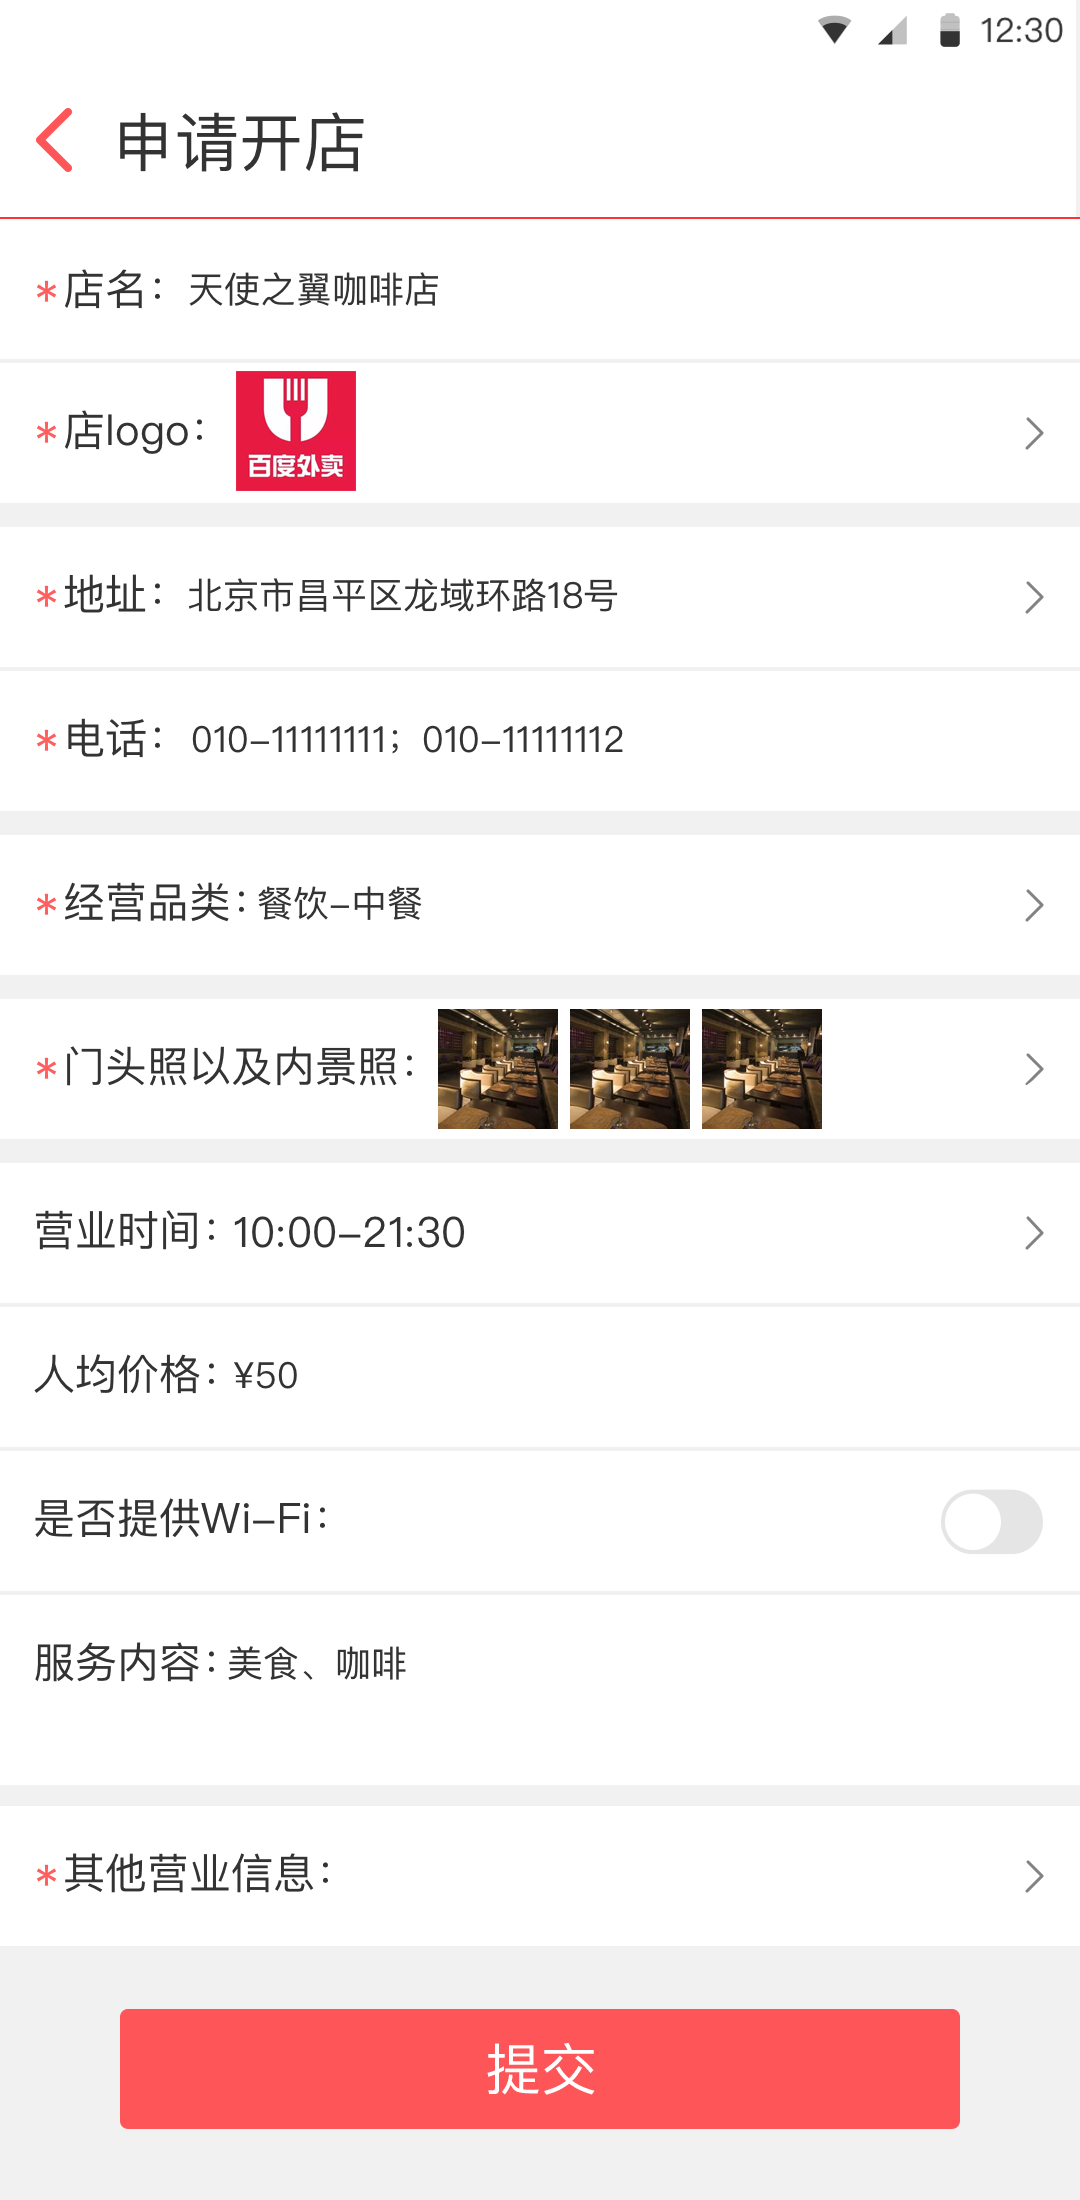 12:30
申请开店
*店名：天使之翼咖啡店
*店logo：
百度外卖
*地址：北京市昌平区龙域环路18号
*电话：010-11111111；010-11111112
*经营品类：餐饮-中餐
*门头照以及内景照：
营业时间：10:00-21:30
人均价格：¥50
是否提供Wi-Fi：
服务内容：美食、咖啡
*其他营业信息：
提交